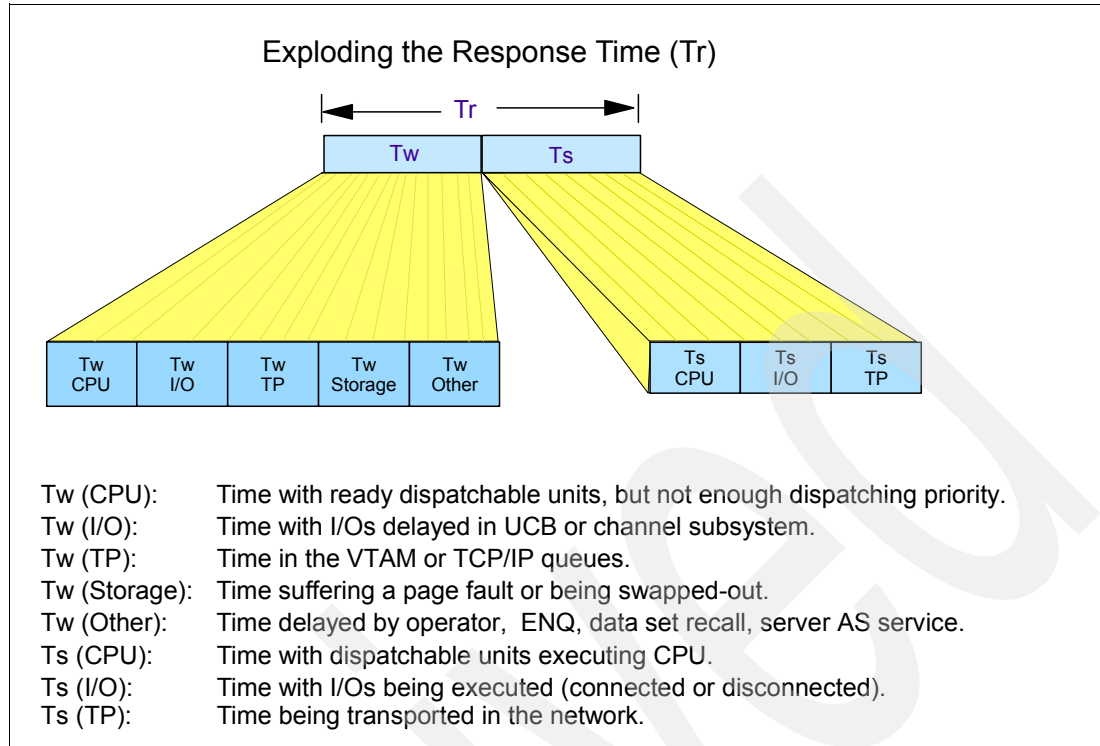 Exploding the Response Time (Tr)
Tr
Tw Ts
Tw CPU
Tw I/O
Tw TP
Tw Storage
Tw Other
Ts CPU
Ts I/O
Ts TP
Tw (CPU): Time with ready dispatchable units, but not enough dispatching priority.
Tw (I/O): Time with I/Os delayed in UCB or channel subsystem.
Tw (TP): Time in the VTAM or TCP/IP queues.
Tw (Storage): Time suffering a page fault or being swapped-out.
Tw (Other): Time delayed by operator, ENQ, data set recall, server AS service.
Ts (CPU): Time with dispatchable units executing CPU.
Ts (I/O): Time with I/Os being executed (connected or disconnected).
Ts (TP): Time being transported in the network.